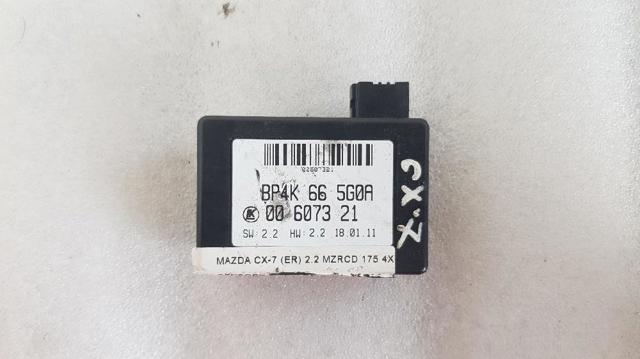 BP4K 66 5G0A
00 6073 21
SW: 2.2 HW: 2.2 18.01.11
MAZDA CX-7 (ER) 2.2 MZRCD 175 4X
CX-7